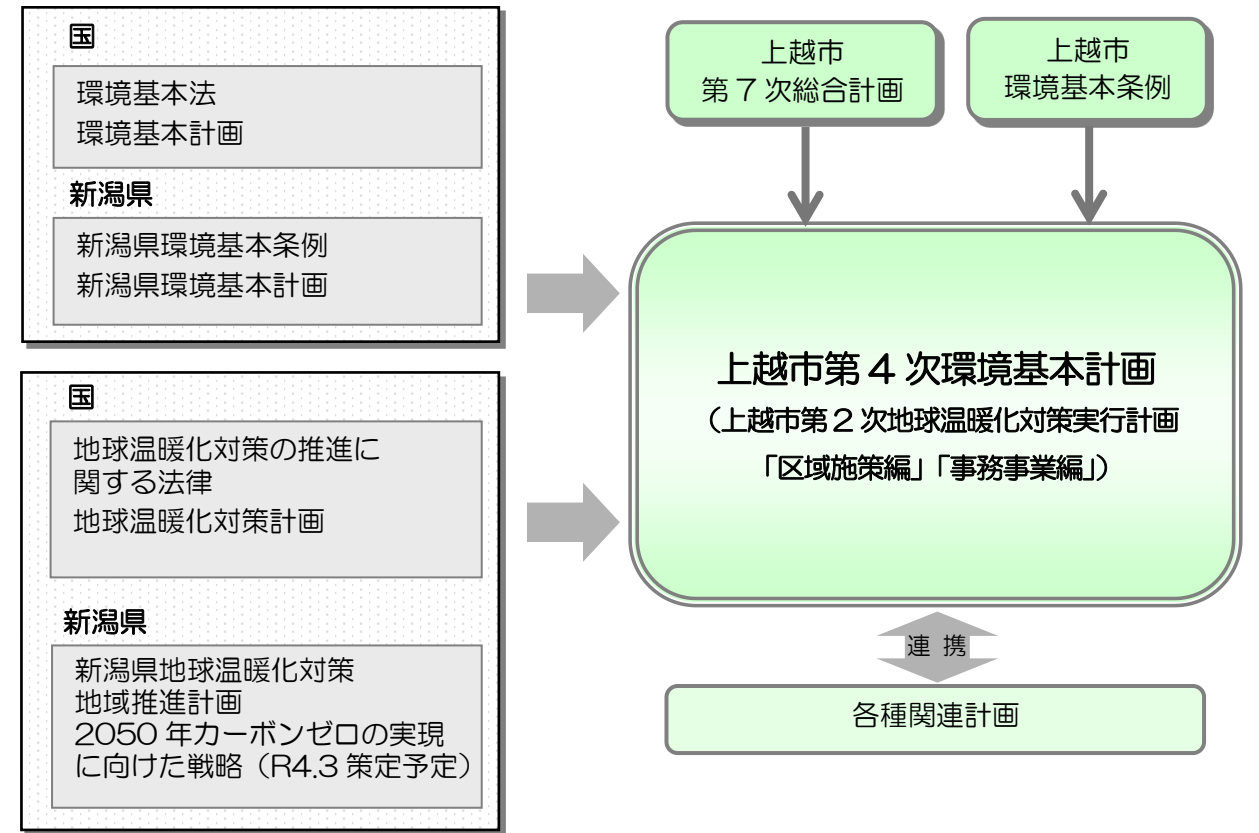 国
環境基本法
環境基本計画
新潟県
新潟県環境基本条例
新潟県環境基本計画
国
地球温暖化対策の推進に
関する法律
地球温暖化対策計画
新潟県
新潟県地球温暖化対策
地域推進計画
2050年カーボンゼロの実現
に向けた戦略（R4.3策定予定）
上越市
第7次総合計画
上越市
環境基本条例
上越市第4次環境基本計画
（上越市第2次地球温暖化対策実行計画
「区域施策編」「事務事業編」）
連 携
各種関連計画